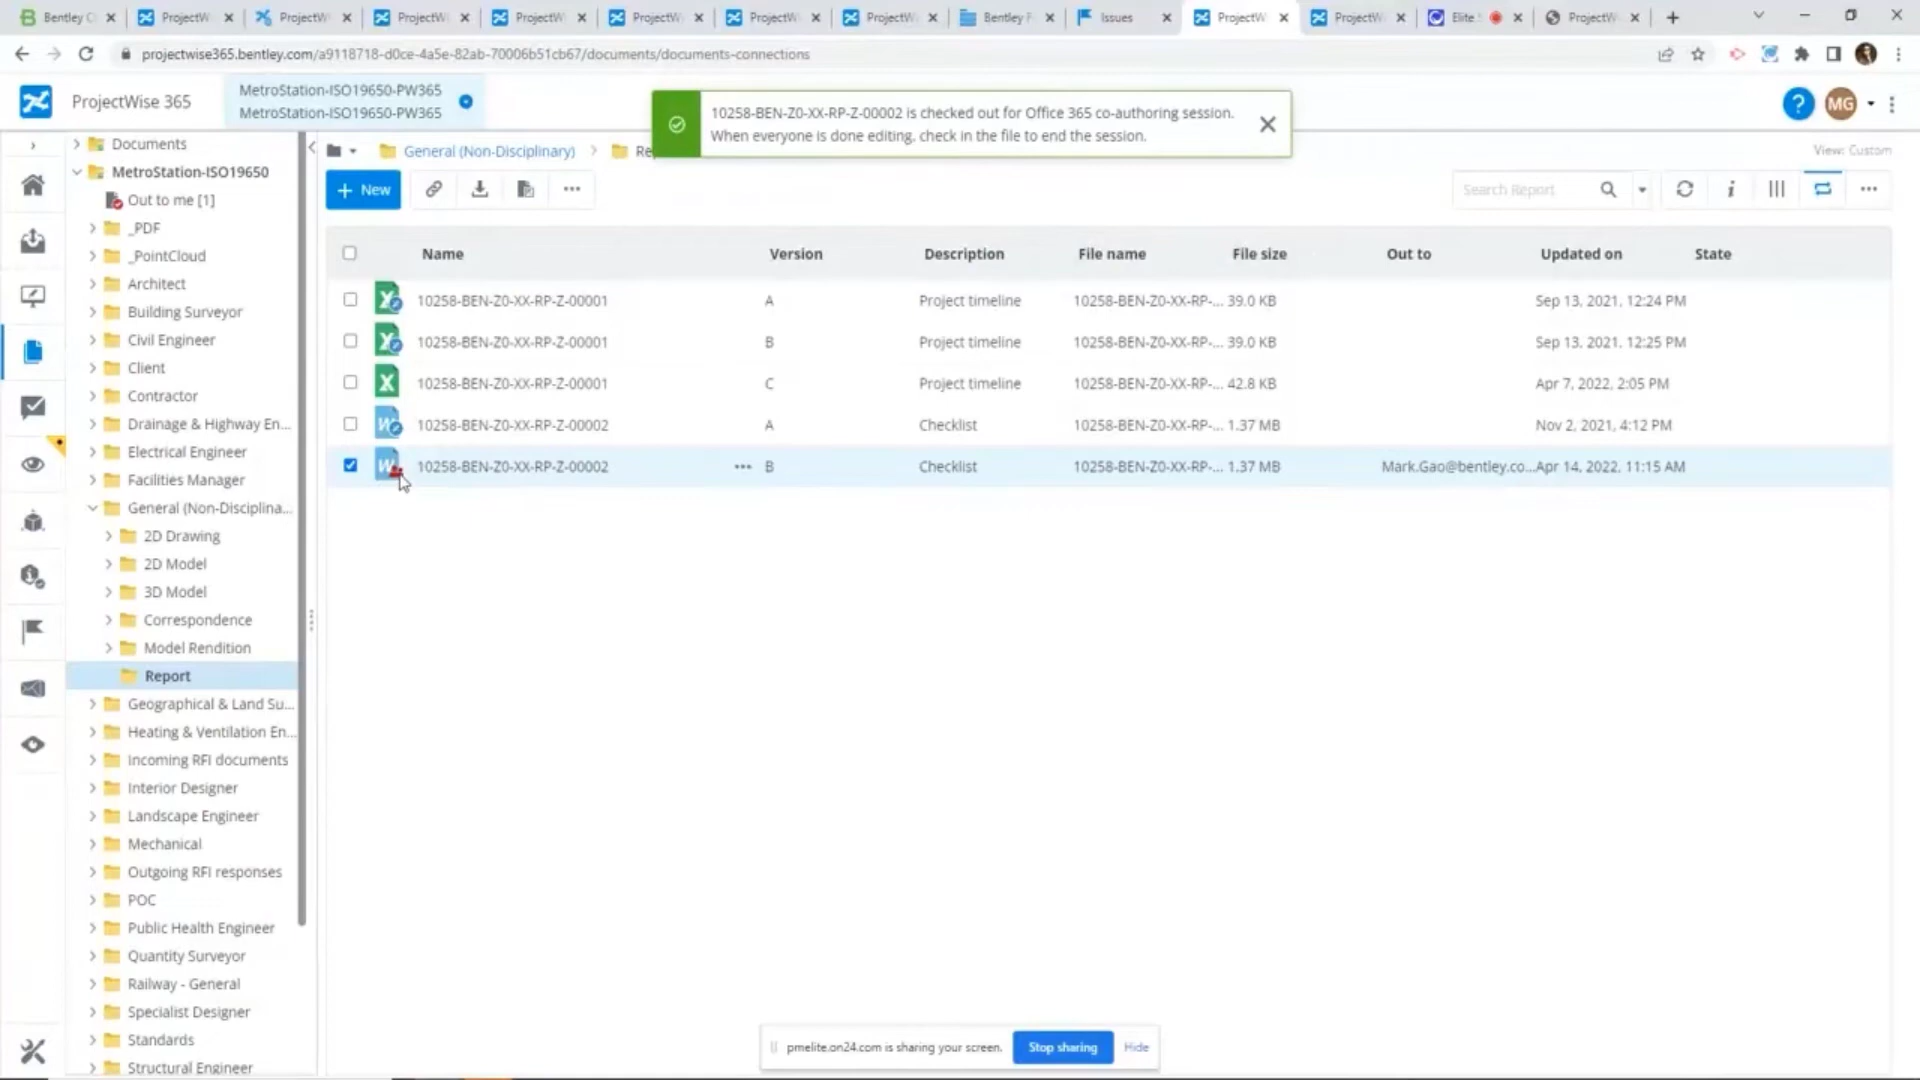 Bentley C
ProjectW
ProjectW
ProjectW
ProjectW
ProjectW
ProjectW
ProjectW
Bentley F
Issues
ProjectW
ProjectW
Elite
ProjectW
projectwise365.bentley.com/a9118718-d0ce-4a5e-82ab-70006b51cb67/documents/documents-connections
ProjectWise 365
MetroStation-ISO19650-PW365
MetroStation-ISO19650-PW365
10258-BEN-Z0-XX-RP-Z-00002 is checked out for Office 365 co-authoring session.
When everyone is done editing, check in the file to end the session.
?
MG
General (Non-Disciplinary)
View: Custom
+ New
Search Report
Name Version Description File name File size Out to Updated on State
10258-BEN-Z0-XX-RP-Z-00001 A Project timeline 10258-BEN-Z0-XX-RP-... 39.0 KB Sep 13, 2021, 12:24 PM
10258-BEN-Z0-XX-RP-Z-00001 B Project timeline 10258-BEN-Z0-XX-RP-... 39.0 KB Sep 13, 2021, 12:25 PM
10258-BEN-Z0-XX-RP-Z-00001 C Project timeline 10258-BEN-Z0-XX-RP-... 42.8 KB Apr 7, 2022, 2:05 PM
10258-BEN-Z0-XX-RP-Z-00002 A Checklist 10258-BEN-Z0-XX-RP-... 1.37 MB Nov 2, 2021, 4:12 PM
10258-BEN-Z0-XX-RP-Z-00002 ••• B Checklist 10258-BEN-Z0-XX-RP-... 1.37 MB Mark.Gao@bentley.co... Apr 14, 2022, 11:15 AM
Documents
MetroStation-ISO19650
Out to me [1]
_PDF
_PointCloud
Architect
Building Surveyor
Civil Engineer
Client
Contractor
Drainage & Highway En...
Electrical Engineer
Facilities Manager
General (Non-Disciplina...
2D Drawing
2D Model
3D Model
Correspondence
Model Rendition
Report
Geographical & Land Su...
Heating & Ventilation En...
Incoming RFI documents
Interior Designer
Landscape Engineer
Mechanical
Outgoing RFI responses
POC
Public Health Engineer
Quantity Surveyor
Railway - General
Specialist Designer
Standards
Structural Engineer
pmelite.on24.com is sharing your screen. Stop sharing Hide